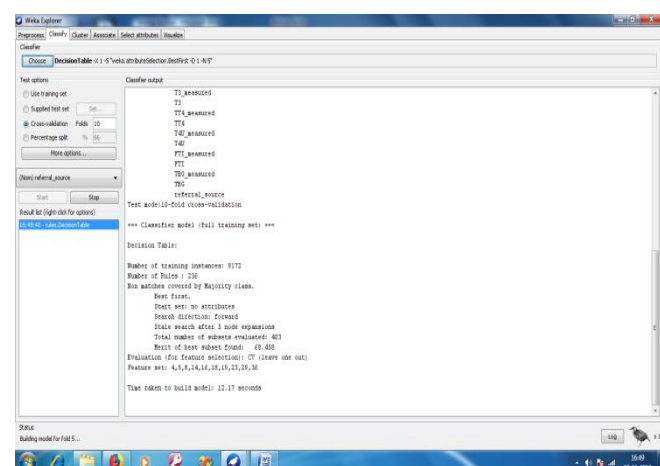 Weka Explorer
Preprocess Classify Cluster Associate Select attributes Visualize
Classifier
Choose DecisionTable -X 1 -S "weka.attributeSelection.BestFirst -D 1 -N 5"
Test options
Use training set
Supplied test set Set...
Cross-validation Folds 10
Percentage split % 66
More options...
(Nom) referral_source
Start Stop
Result list (right-click for options)
16:49:40 - rules.DecisionTable
Classifier output
T3_measured
T3
TT4_measured
TT4
T4U_measured
T4U
FTI_measured
FTI
TBG_measured
TBG
referral_source
Test mode:10-fold cross-validation
=== Classifier model (full training set) ===
Decision Table:
Number of training instances: 9172
Number of Rules : 236
Non matches covered by Majority class.
Best first.
Start set: no attributes
Search direction: forward
Stale search after 5 node expansions
Total number of subsets evaluated: 403
Merit of best subset found: 68.458
Evaluation (for feature selection): CV (leave one out)
Feature set: 4,5,8,14,16,18,19,23,29,30
Time taken to build model: 12.17 seconds
Status
Building model for fold 5...
Log x 1
16:49